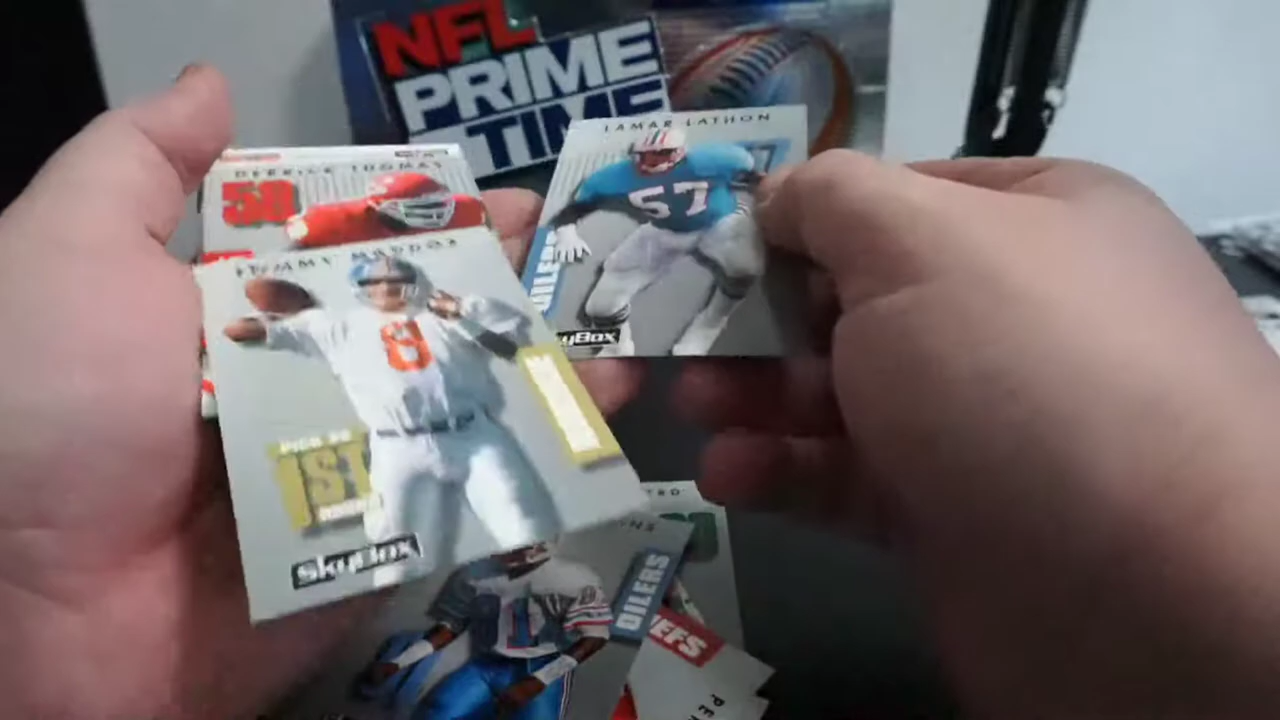 NFL
PRIME
TIME
LAMAR LATHON
57
OILERS
SkyBox
DERRICK THOMAS
58
TOMMY MADDOX
8
PICK 25
1ST
ROUND
SkyBox
OILERS